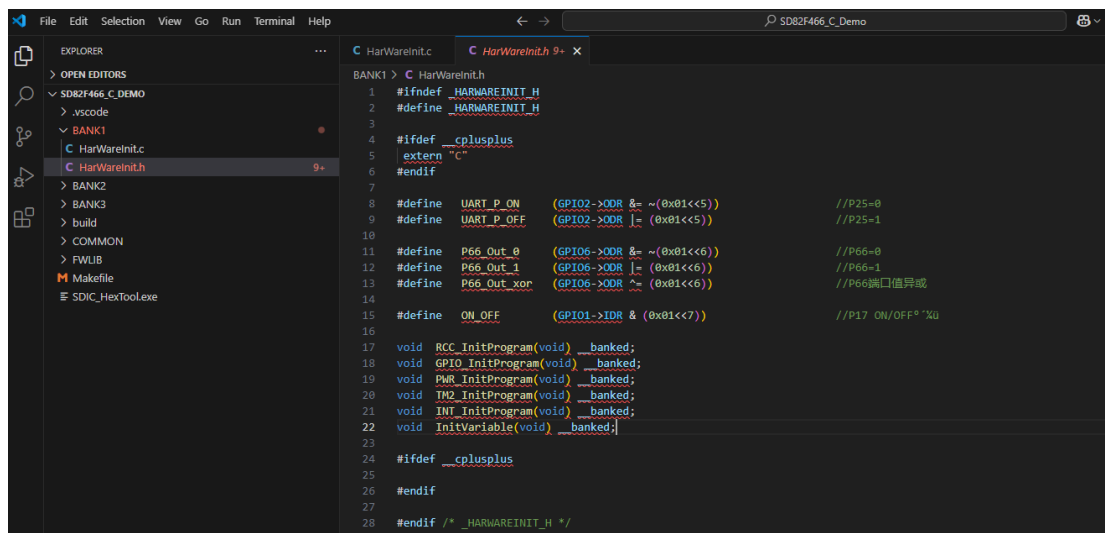 File Edit Selection View Go Run Terminal Help
SD82F466_C_Demo
EXPLORER
OPEN EDITORS
SD82F466_C_DEMO
.vscode
BANK1
HarWareInit.c
HarWareInit.h 9+
BANK2
BANK3
build
COMMON
FWLIB
Makefile
SDIC_HexTool.exe
HarWareInit.c HarWareInit.h 9+
BANK1 > C HarWareInit.h
1 #ifndef _HARWAREINIT_H
2 #define _HARWAREINIT_H
3
4 #ifdef __cplusplus
5 extern "C"
6 #endif
7
8 #define UART_P_ON (GPIO2->ODR &= ~(0x01<<5)) //P25=0
9 #define UART_P_OFF (GPIO2->ODR |= (0x01<<5)) //P25=1
10
11 #define P66_Out_0 (GPIO6->ODR &= ~(0x01<<6)) //P66=0
12 #define P66_Out_1 (GPIO6->ODR |= (0x01<<6)) //P66=1
13 #define P66_Out_xor (GPIO6->ODR ^= (0x01<<6)) //P66端口值异或
14
15 #define ON_OFF (GPIO1->IDR & (0x01<<7)) //P17 ON/OFF°´¼ü
16
17 void RCC_InitProgram(void) __banked;
18 void GPIO_InitProgram(void) __banked;
19 void PWR_InitProgram(void) __banked;
20 void TM2_InitProgram(void) __banked;
21 void INT_InitProgram(void) __banked;
22 void InitVariable(void) __banked;
23
24 #ifdef __cplusplus
25
26 #endif
27
28 #endif /* _HARWAREINIT_H */